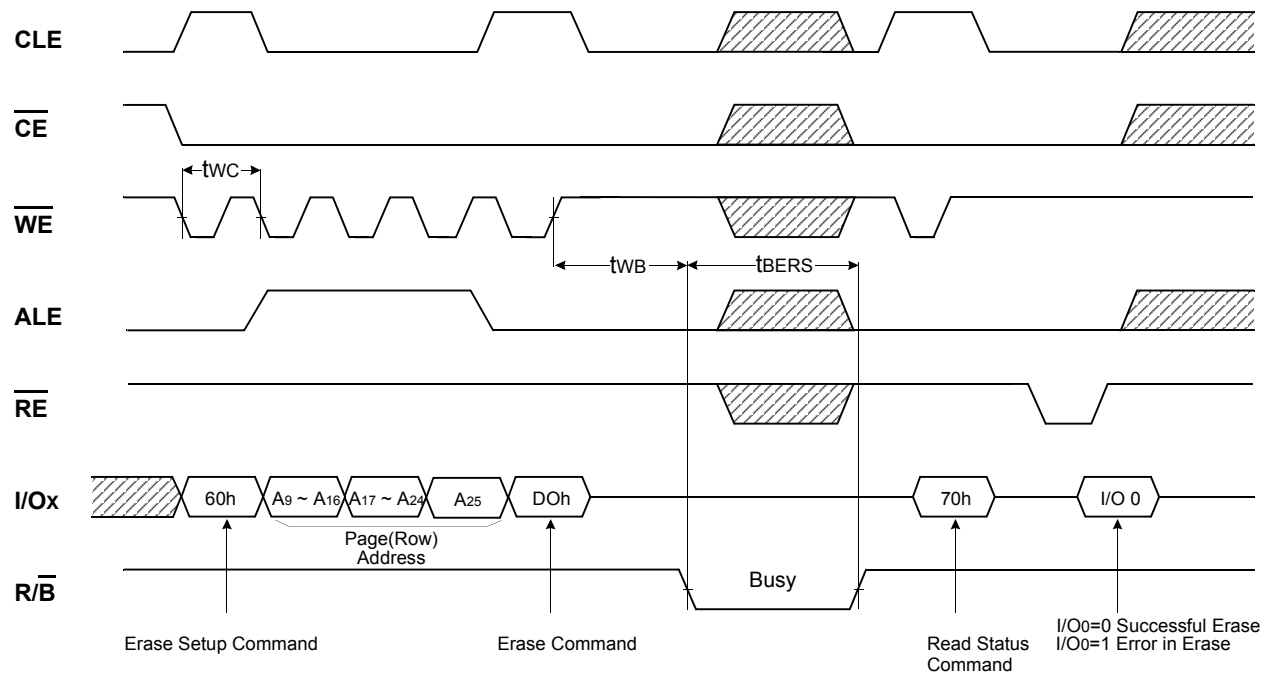 CLE
CE
tWC
WE
tWB
tBERS
ALE
RE
I/Ox
60h
A9 ~ A16
A17 ~ A24
A25
DOh
70h
I/O 0
Page(Row)
Address
R/B
Busy
Erase Setup Command
Erase Command
Read Status
Command
I/O0=0 Successful Erase
I/O0=1 Error in Erase